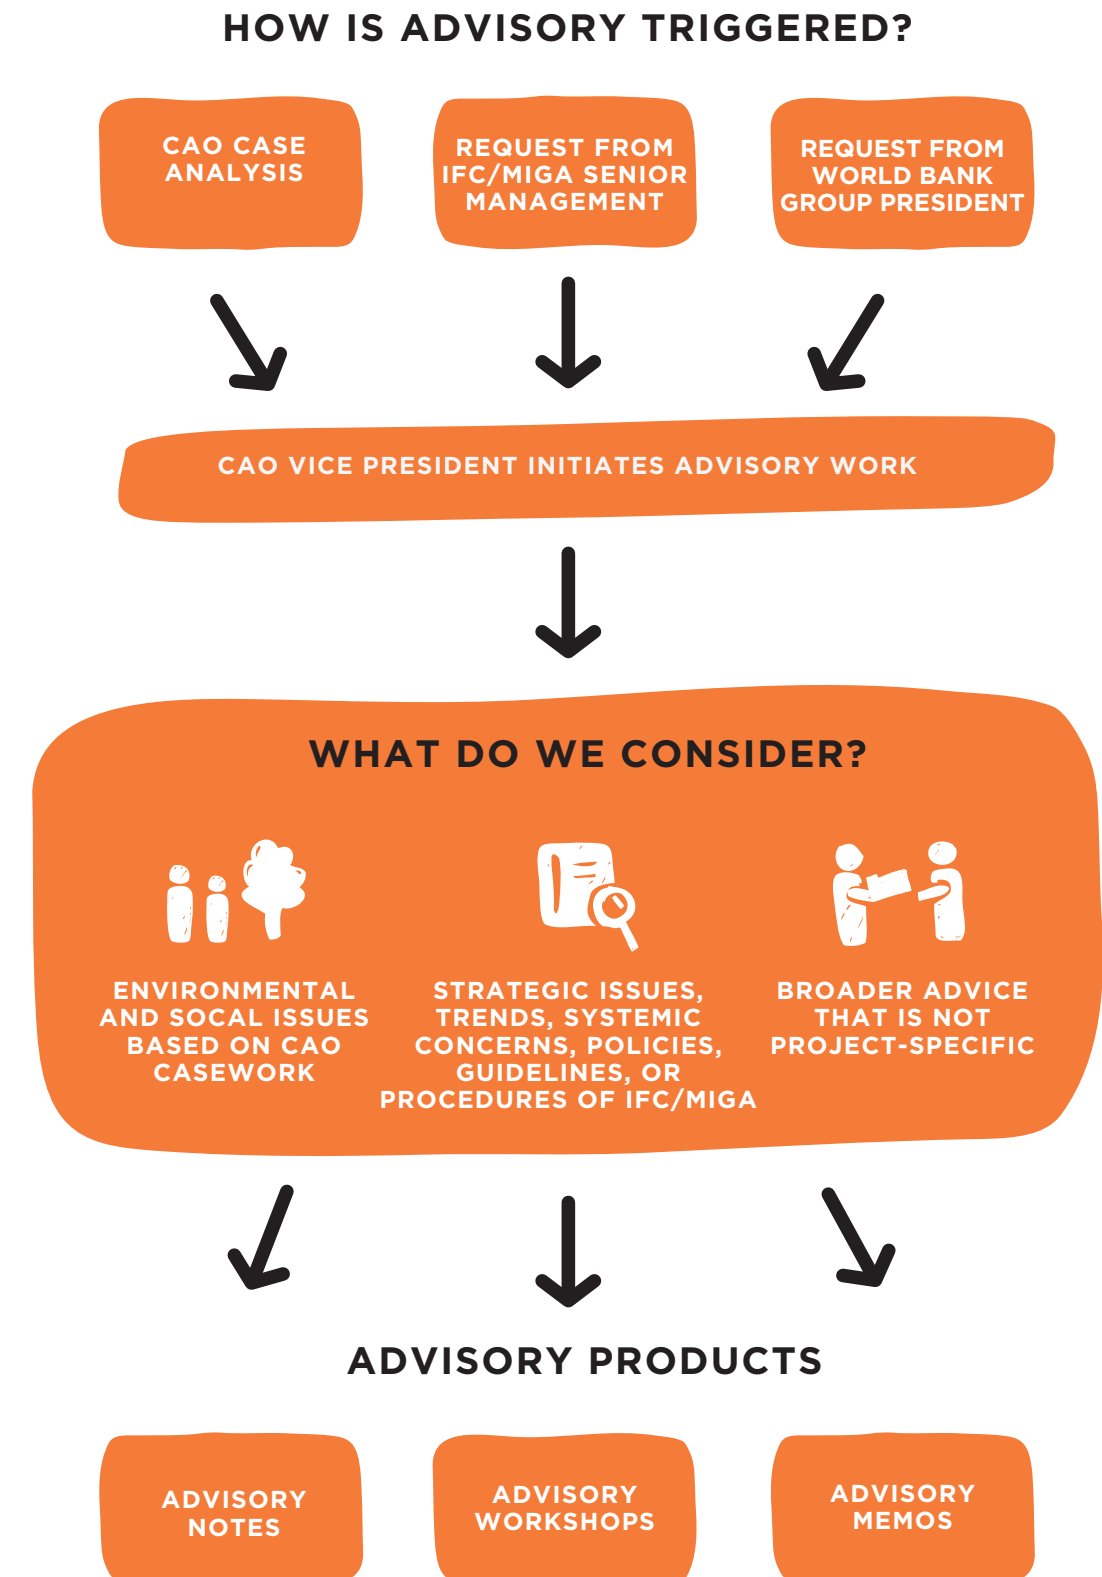 HOW IS ADVISORY TRIGGERED?
CAO CASE
ANALYSIS
REQUEST FROM
IFC/MIGA SENIOR
MANAGEMENT
REQUEST FROM
WORLD BANK
GROUP PRESIDENT
CAO VICE PRESIDENT INITIATES ADVISORY WORK
WHAT DO WE CONSIDER?
ENVIRONMENTAL
AND SOCAL ISSUES
BASED ON CAO
CASEWORK
STRATEGIC ISSUES,
TRENDS, SYSTEMIC
CONCERNS, POLICIES,
GUIDELINES, OR
PROCEDURES OF IFC/MIGA
BROADER ADVICE
THAT IS NOT
PROJECT-SPECIFIC
ADVISORY PRODUCTS
ADVISORY
NOTES
ADVISORY
WORKSHOPS
ADVISORY
MEMOS